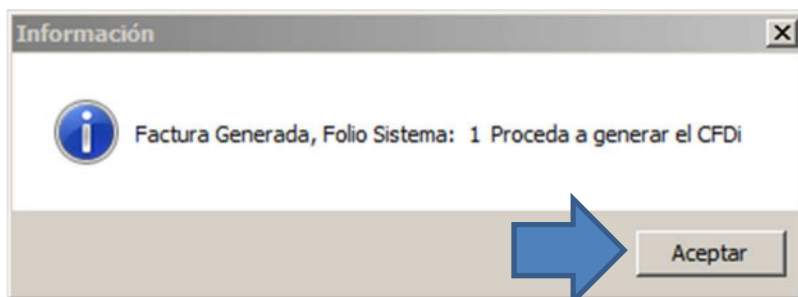 Información
Factura Generada, Folio Sistema: 1 Proceda a generar el CFDi
Aceptar